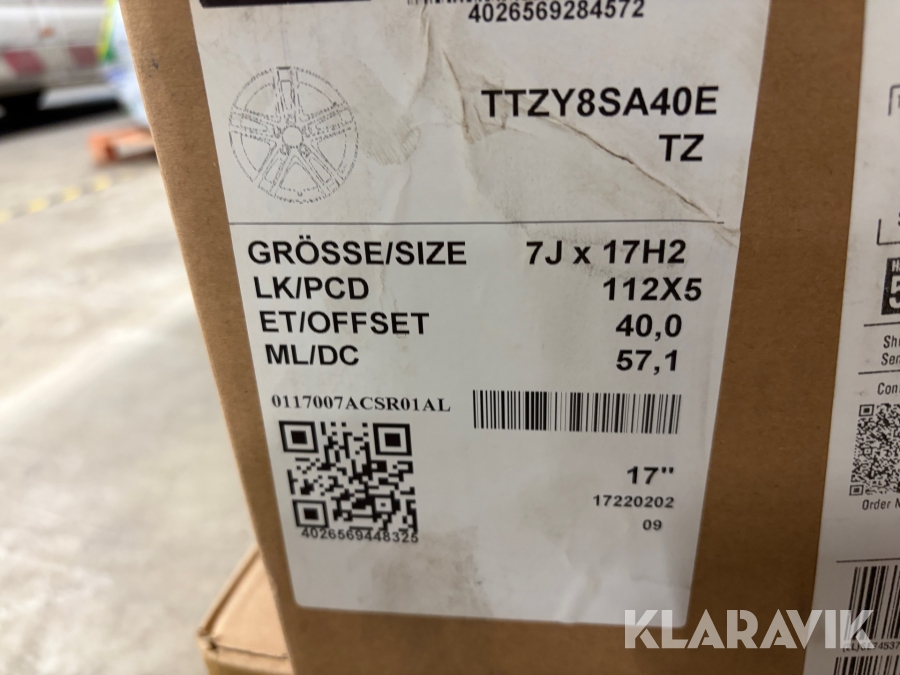 4026569284572
TTZY8SA40E
TZ
GRÖSSE/SIZE 7J x 17H2
LK/PCD 112X5
ET/OFFSET 40,0
ML/DC 57,1
0117007ACSR01AL
17"
17220202
09
4026569448325
Order
KLARAVIK